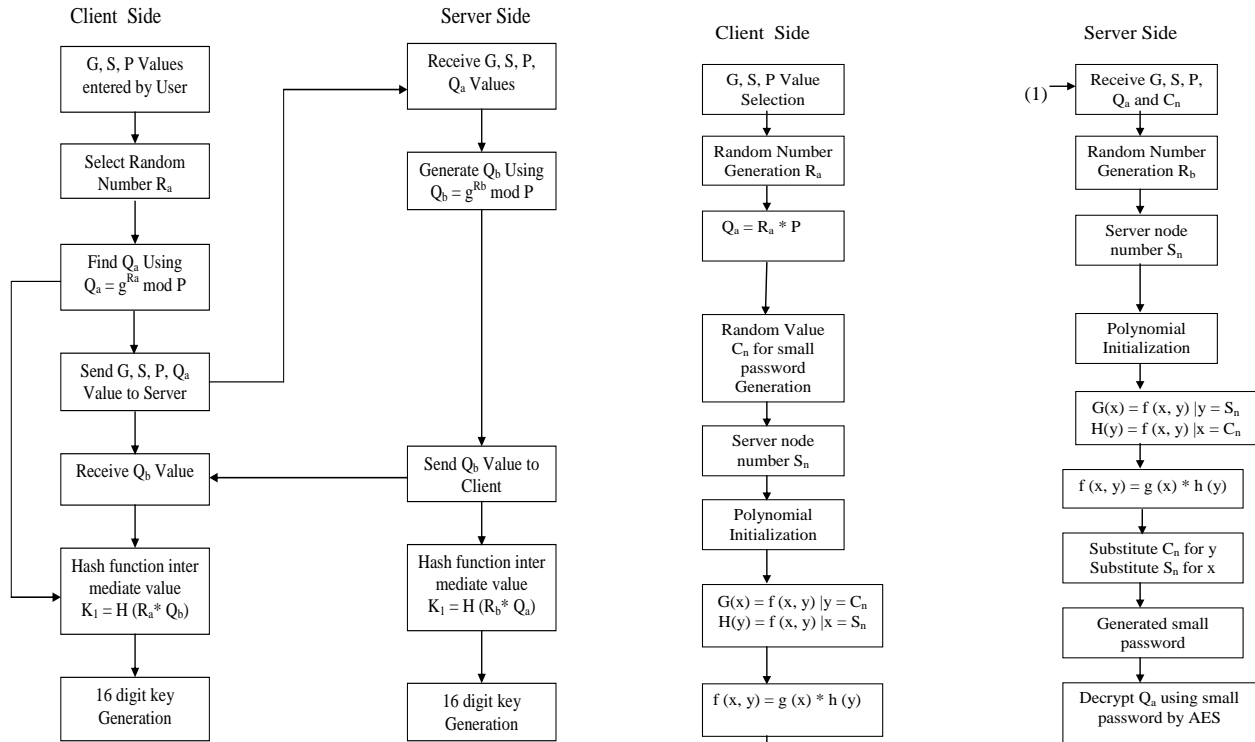 Client Side
G, S, P Values
entered by User
Select Random
Number Ra
Find Qa Using
Qa = g^Ra mod P
Send G, S, P, Qa
Value to Server
Receive Qb Value
Hash function inter
mediate value
K1 = H (Ra* Qb)
16 digit key
Generation
Server Side
Receive G, S, P,
Qa Values
Generate Qb Using
Qb = g^Rb mod P
Send Qb Value to
Client
Hash function inter
mediate value
K1 = H (Rb* Qa)
16 digit key
Generation
Client Side
G, S, P Value
Selection
Random Number
Generation Ra
Qa = Ra * P
Random Value
Cn for small
password
Generation
Server node
number Sn
Polynomial
Initialization
G(x) = f (x, y) |y = Cn
H(y) = f (x, y) |x = Sn
f (x, y) = g (x) * h (y)
Server Side
(1)
Receive G, S, P,
Qa and Cn
Random Number
Generation Rb
Server node
number Sn
Polynomial
Initialization
G(x) = f (x, y) |y = Sn
H(y) = f (x, y) |x = Cn
f (x, y) = g (x) * h (y)
Substitute Cn for y
Substitute Sn for x
Generated small
password
Decrypt Qa using small
password by AES